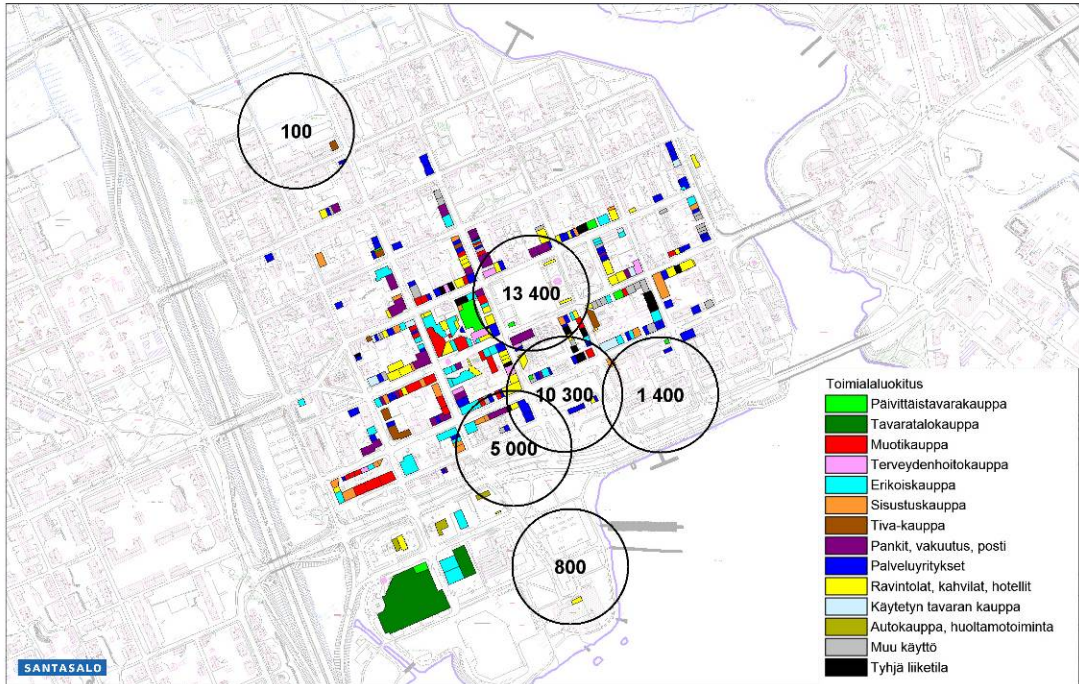 100
13 400
10 300
1 400
5 000
800
Toimialaluokitus
Päivittäistavarakauppa
Tavaratalokauppa
Muotikauppa
Terveydenhoitokauppa
Erikoiskauppa
Sisustuskauppa
Tiva-kauppa
Pankit, vakuutus, posti
Palveluyritykset
Ravintolat, kahvilat, hotellit
Käytetyn tavaran kauppa
Autokauppa, huoltamotoiminta
Muu käyttö
Tyhjä liiketila
SANTASALO